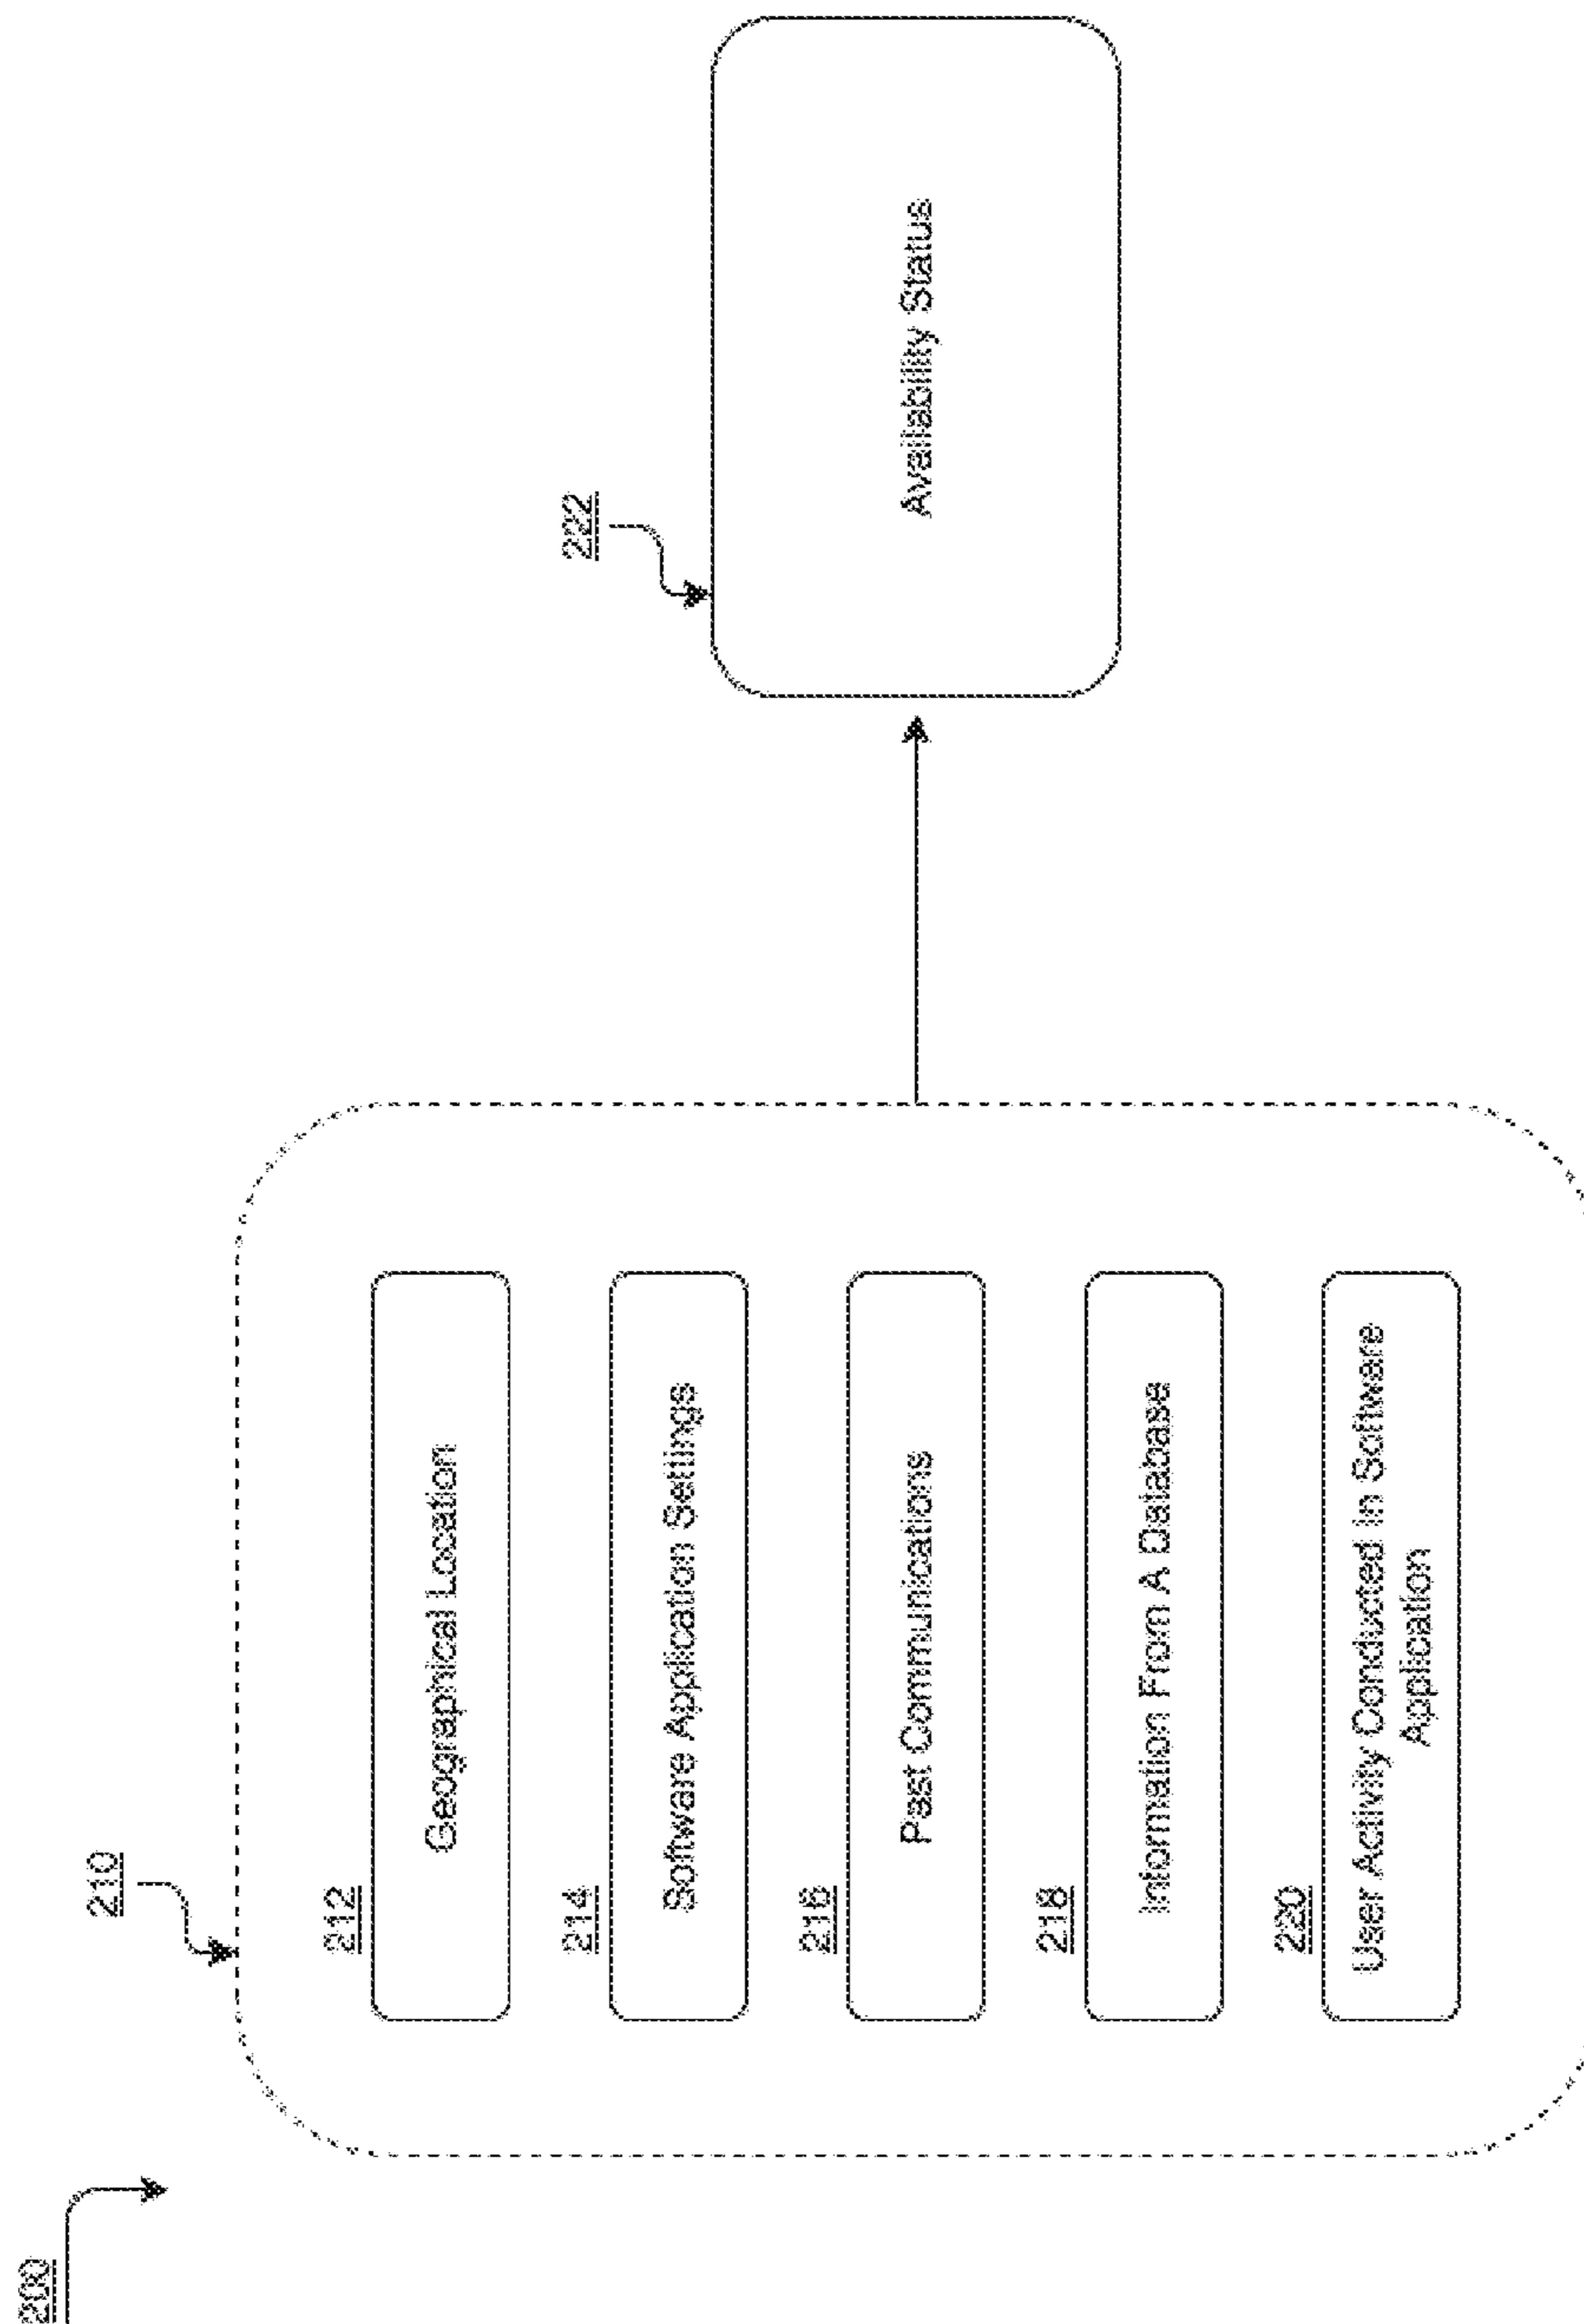 200
210
212
Geographical Location
214
Software Application Settings
216
Past Communications
218
Information From A Database
220
User Activity Conducted In Software
Application
222
Availability Status